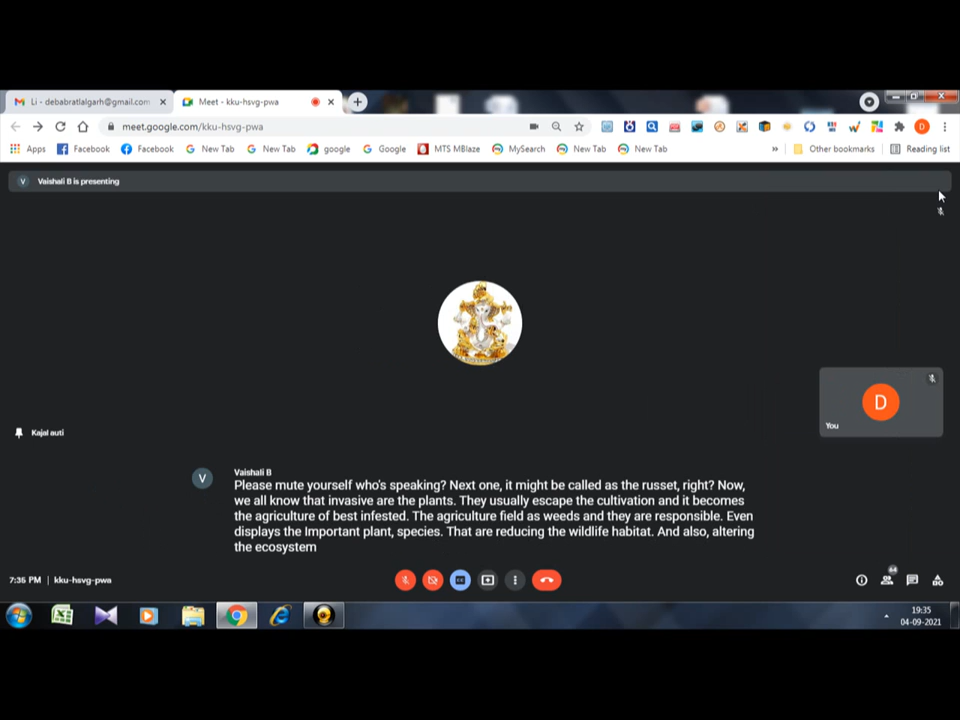 Li - debabratlalgarh@gmail.com
Meet - kku-hsvg-pwa
meet.google.com/kku-hsvg-pwa
D
Apps Facebook Facebook New Tab New Tab google Google MTS MBlaze MySearch New Tab New Tab » Other bookmarks Reading list
V Vaishali B is presenting
D
You
Kajal auti
V
Vaishali B
Please mute yourself who's speaking? Next one, it might be called as the russet, right? Now,
we all know that invasive are the plants. They usually escape the cultivation and it becomes
the agriculture of best infested. The agriculture field as weeds and they are responsible. Even
displays the Important plant, species. That are reducing the wildlife habitat. And also, altering
the ecosystem
7:35 PM | kku-hsvg-pwa
44
19:35
04-09-2021